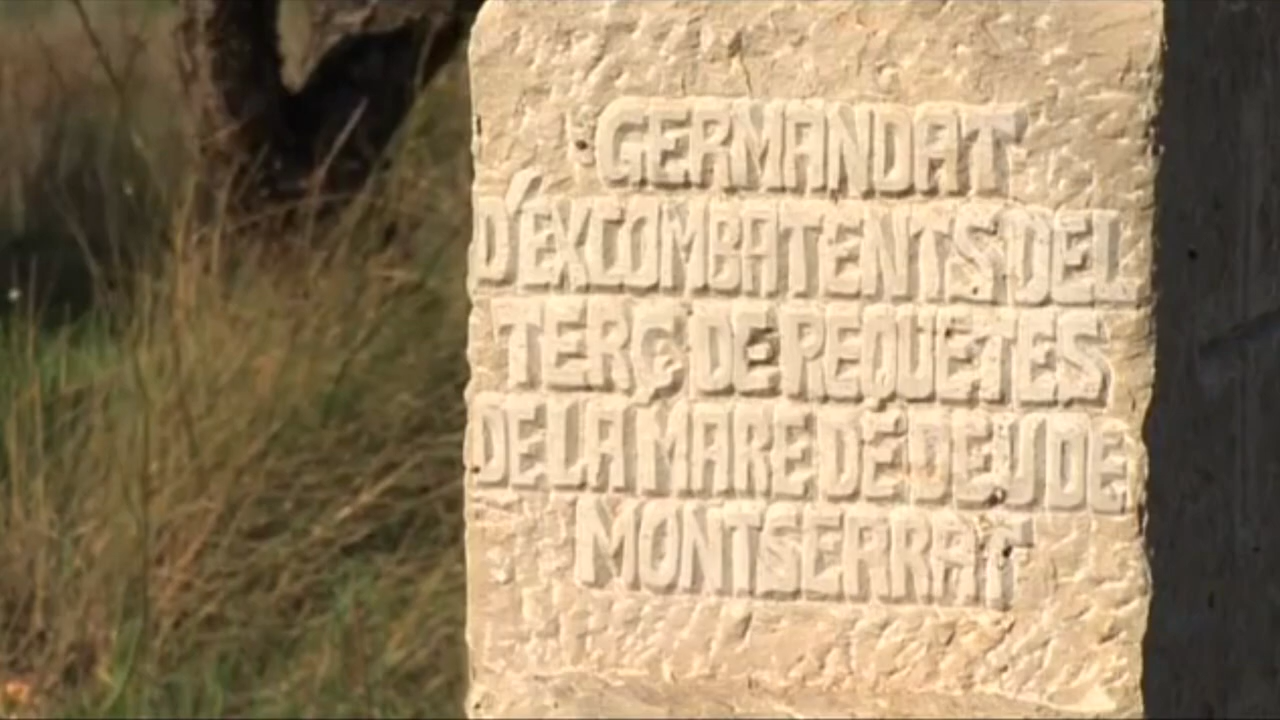 GERMANDAT
D'EXCOMBATENTS DEL
TERÇ DE REQUETES
DE LA MARE DE DEU DE
MONTSERRAT